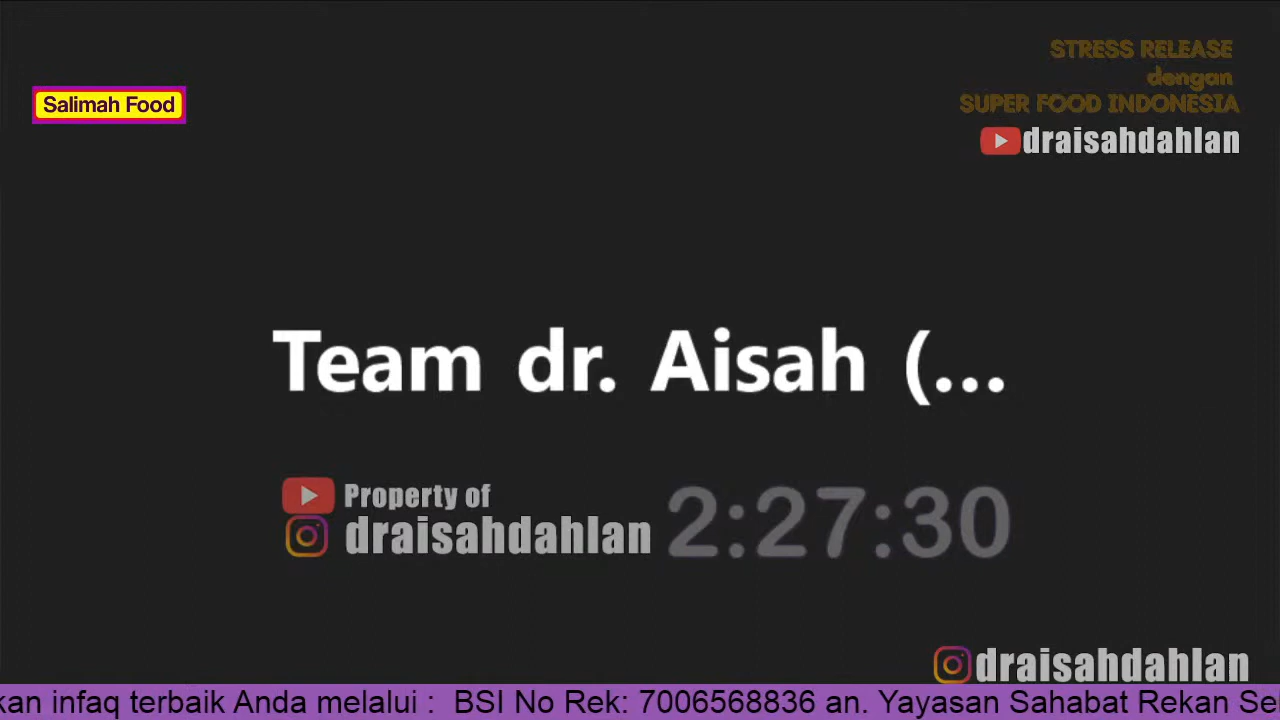 STRESS RELEASE
dengan
SUPER FOOD INDONESIA
draisahdahlan
Salimah Food
Team dr. Aisah (...
Property of
draisahdahlan
2:27:30
draisahdahlan
kan infaq terbaik Anda melalui : BSI No Rek: 7006568836 an. Yayasan Sahabat Rekan Se